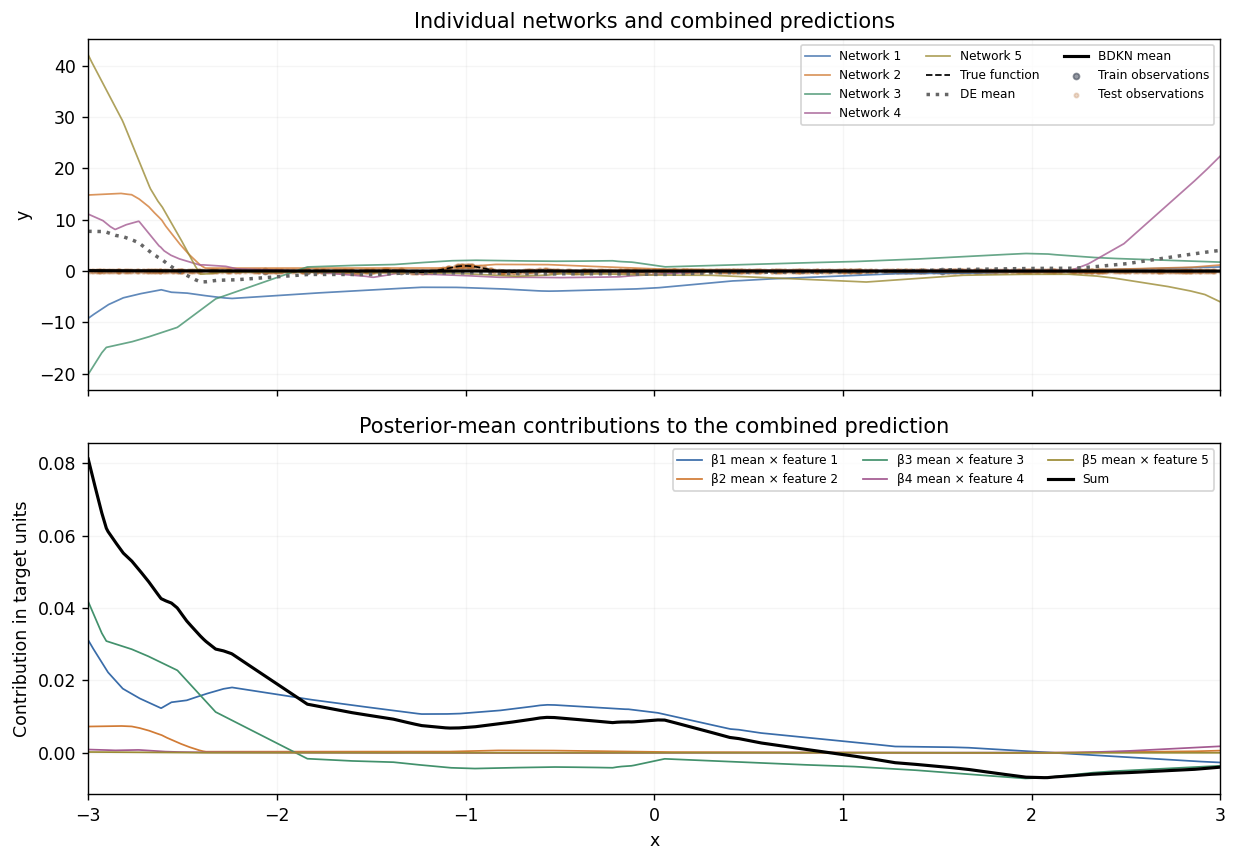 Individual networks and combined predictions
y
40
30
20
10
0
−10
−20
Network 1
Network 2
Network 3
Network 4
Network 5
True function
DE mean
BDKN mean
Train observations
Test observations
Posterior-mean contributions to the combined prediction
Contribution in target units
0.08
0.06
0.04
0.02
0.00
β1 mean × feature 1
β2 mean × feature 2
β3 mean × feature 3
β4 mean × feature 4
β5 mean × feature 5
Sum
−3
−2
−1
0
1
2
3
x